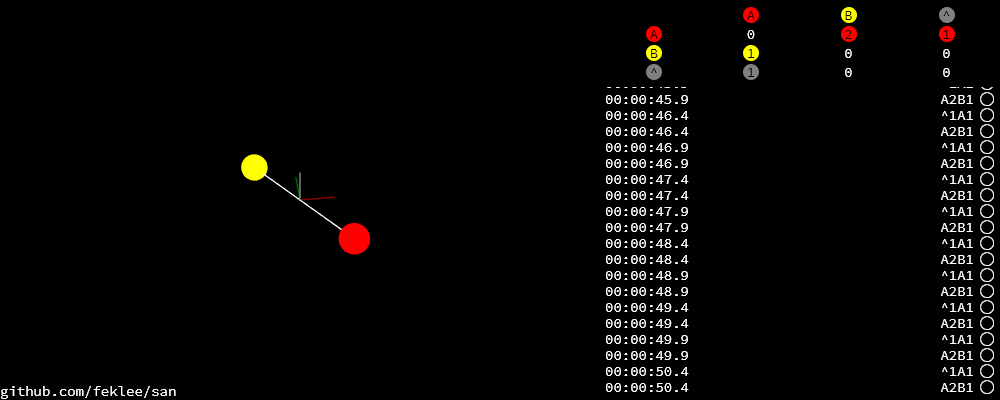 A B ^
A 0 2 1
B 1 0 0
^ 1 0 0
00:00:45.9 A2B1
00:00:46.4 ^1A1
00:00:46.4 A2B1
00:00:46.9 ^1A1
00:00:46.9 A2B1
00:00:47.4 ^1A1
00:00:47.4 A2B1
00:00:47.9 ^1A1
00:00:47.9 A2B1
00:00:48.4 ^1A1
00:00:48.4 A2B1
00:00:48.9 ^1A1
00:00:48.9 A2B1
00:00:49.4 ^1A1
00:00:49.4 A2B1
00:00:49.9 ^1A1
00:00:49.9 A2B1
00:00:50.4 ^1A1
00:00:50.4 A2B1
github.com/feklee/san